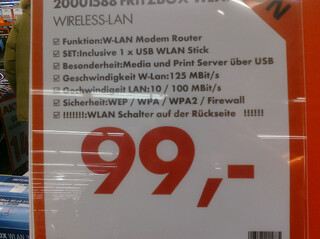 20001588 FRITZBOX WLA
WIRELESS-LAN
Funktion:W-LAN Modem Router
SET:Inclusive 1 x USB WLAN Stick
Besonderheit:Media und Print Server über USB
Geschwindigkeit W-Lan:125 MBit/s
Geschwindigkeit LAN:10 / 100 MBit/s
Sicherheit:WEP / WPA / WPA2 / Firewall
!!!!!!!WLAN Schalter auf der Rückseite !!!!!!
99,-